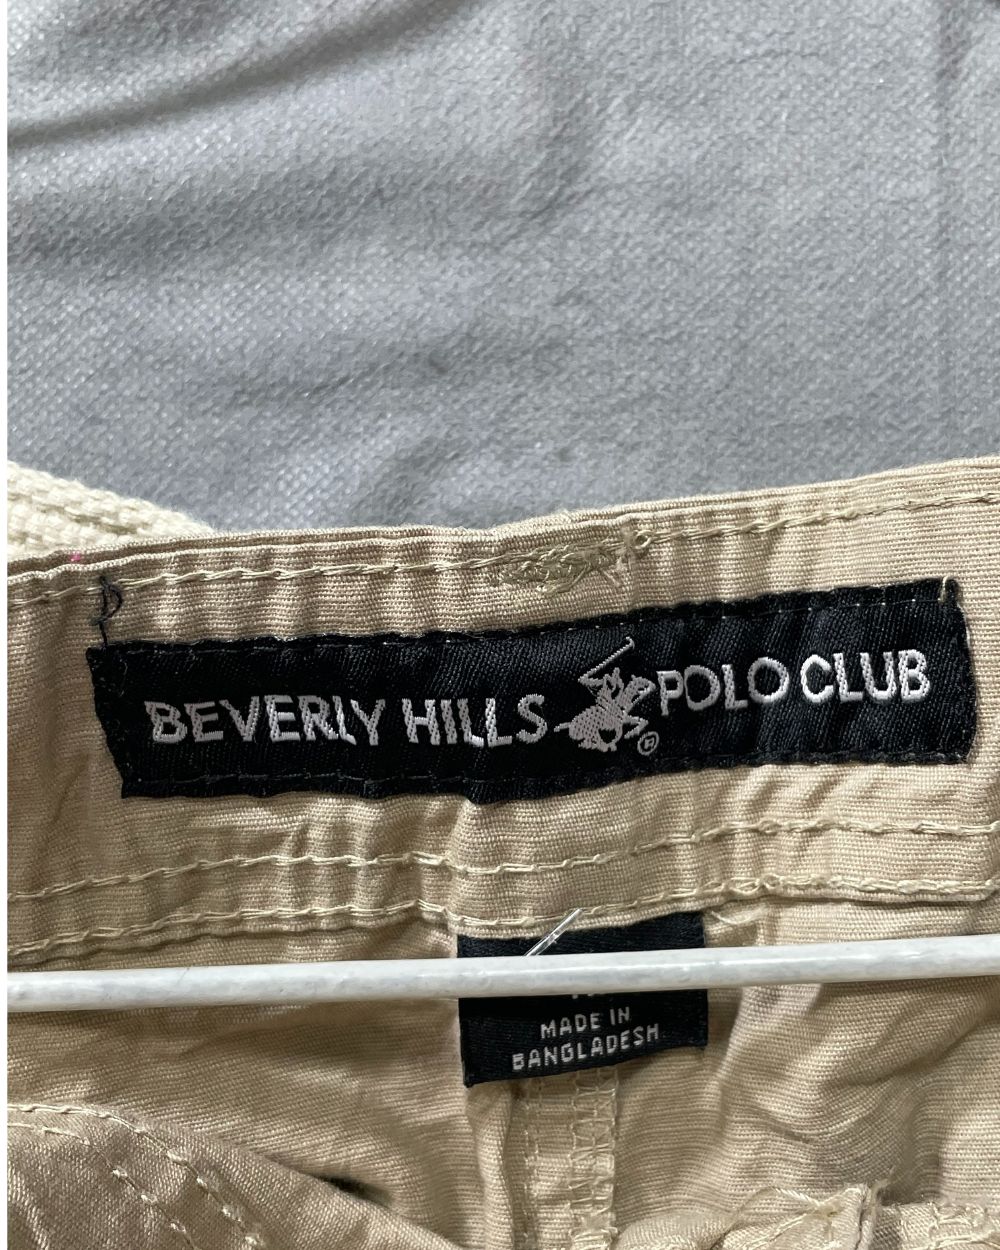 BEVERLY HILLS POLO CLUB
®
MADE IN
BANGLADESH